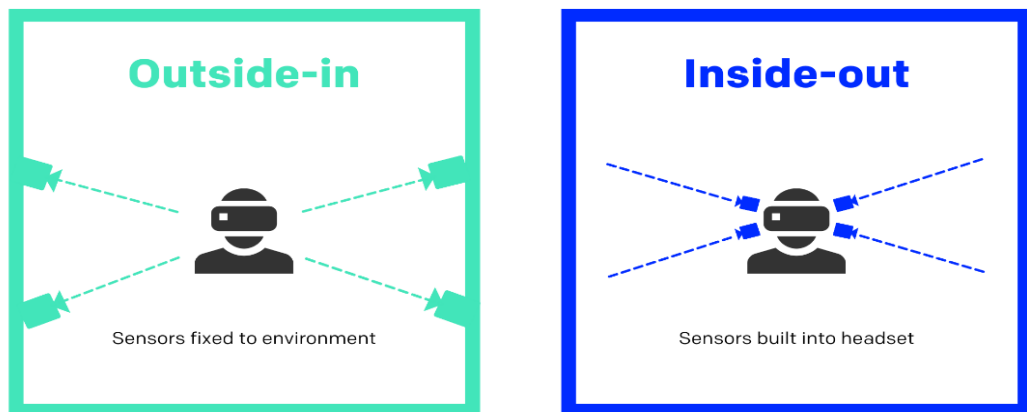 Outside-in
Sensors fixed to environment
Inside-out
Sensors built into headset